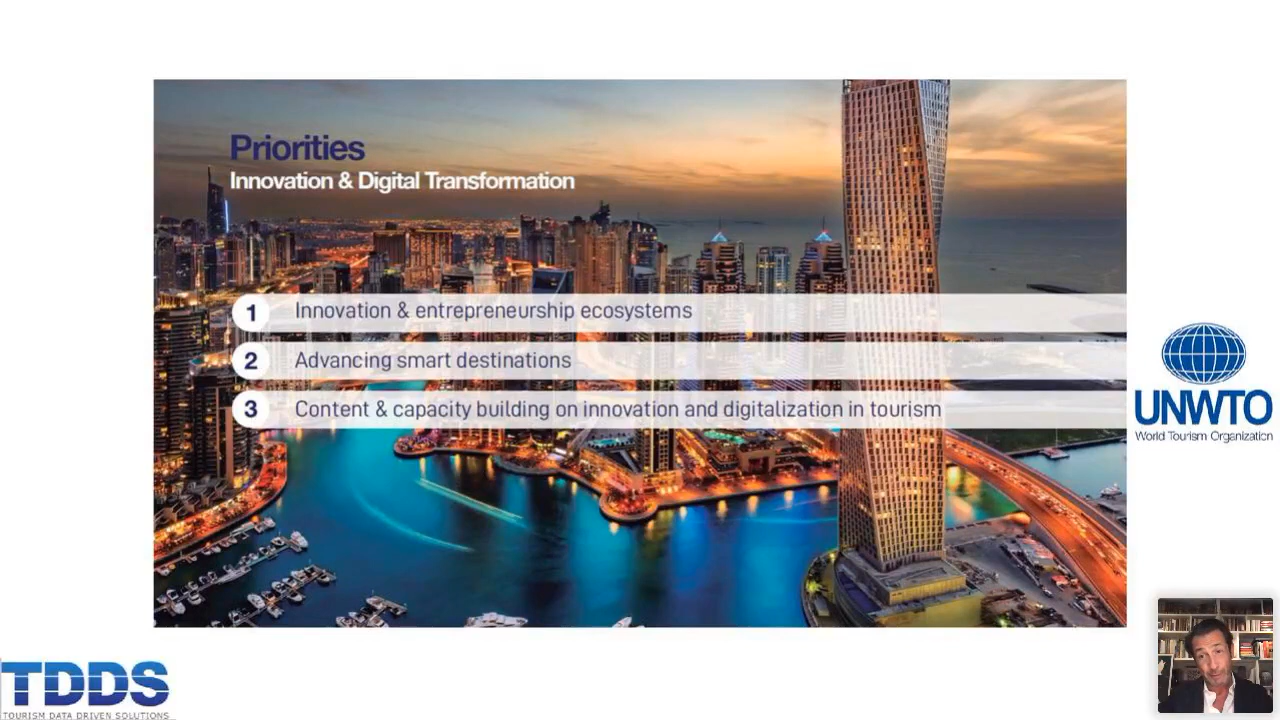 Priorities
Innovation & Digital Transformation
1 Innovation & entrepreneurship ecosystems
2 Advancing smart destinations
3 Content & capacity building on innovation and digitalization in tourism
UNWTO
World Tourism Organization
TDDS
TOURISM DATA DRIVEN SOLUTIONS